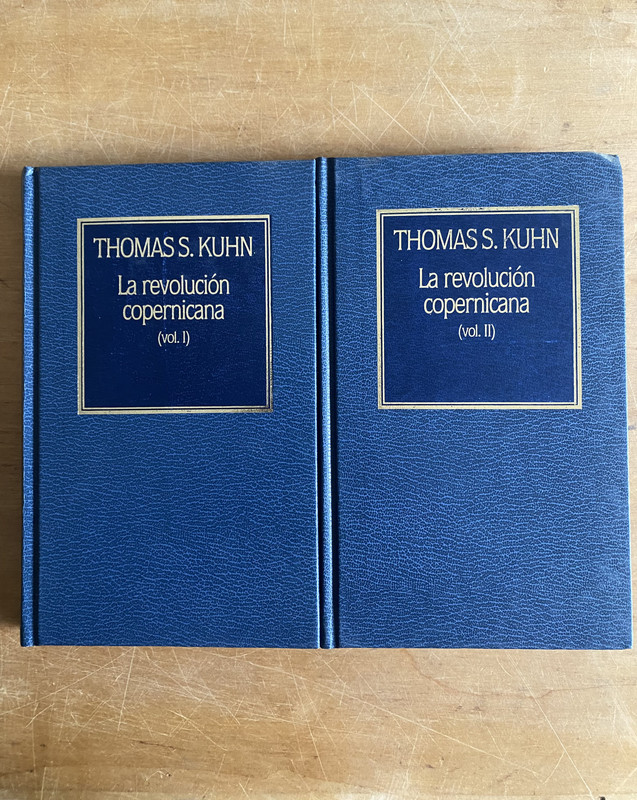 THOMAS S. KUHN
La revolución
copernicana
(vol. I)
THOMAS S. KUHN
La revolución
copernicana
(vol. II)